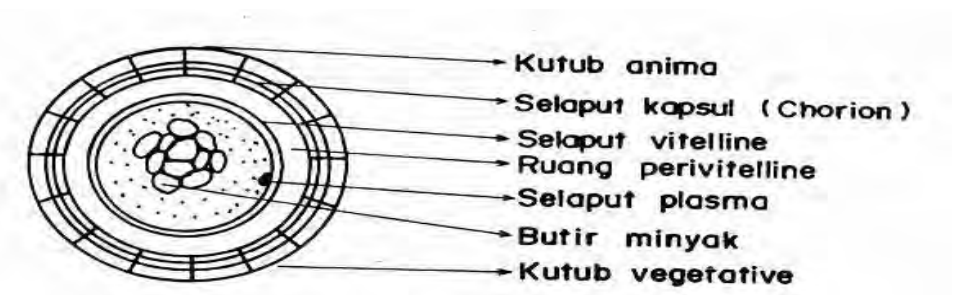 Kutub anima
Selaput kapsul (Chorion)
Selaput vitelline
Ruang perivitelline
Selaput plasma
Butir minyak
Kutub vegetative